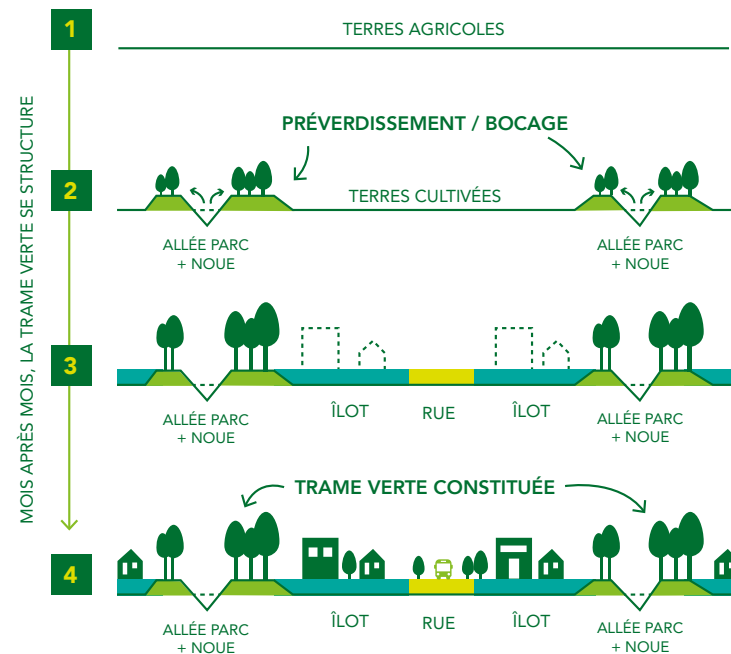 MOIS APRÈS MOIS, LA TRAME VERTE SE STRUCTURE
1
TERRES AGRICOLES
PRÉVERDISSEMENT / BOCAGE
2
TERRES CULTIVÉES
ALLÉE PARC
+ NOUE
ALLÉE PARC
+ NOUE
3
ÎLOT
RUE
ÎLOT
ALLÉE PARC
+ NOUE
ALLÉE PARC
+ NOUE
TRAME VERTE CONSTITUÉE
4
ÎLOT
RUE
ÎLOT
ALLÉE PARC
+ NOUE
ALLÉE PARC
+ NOUE